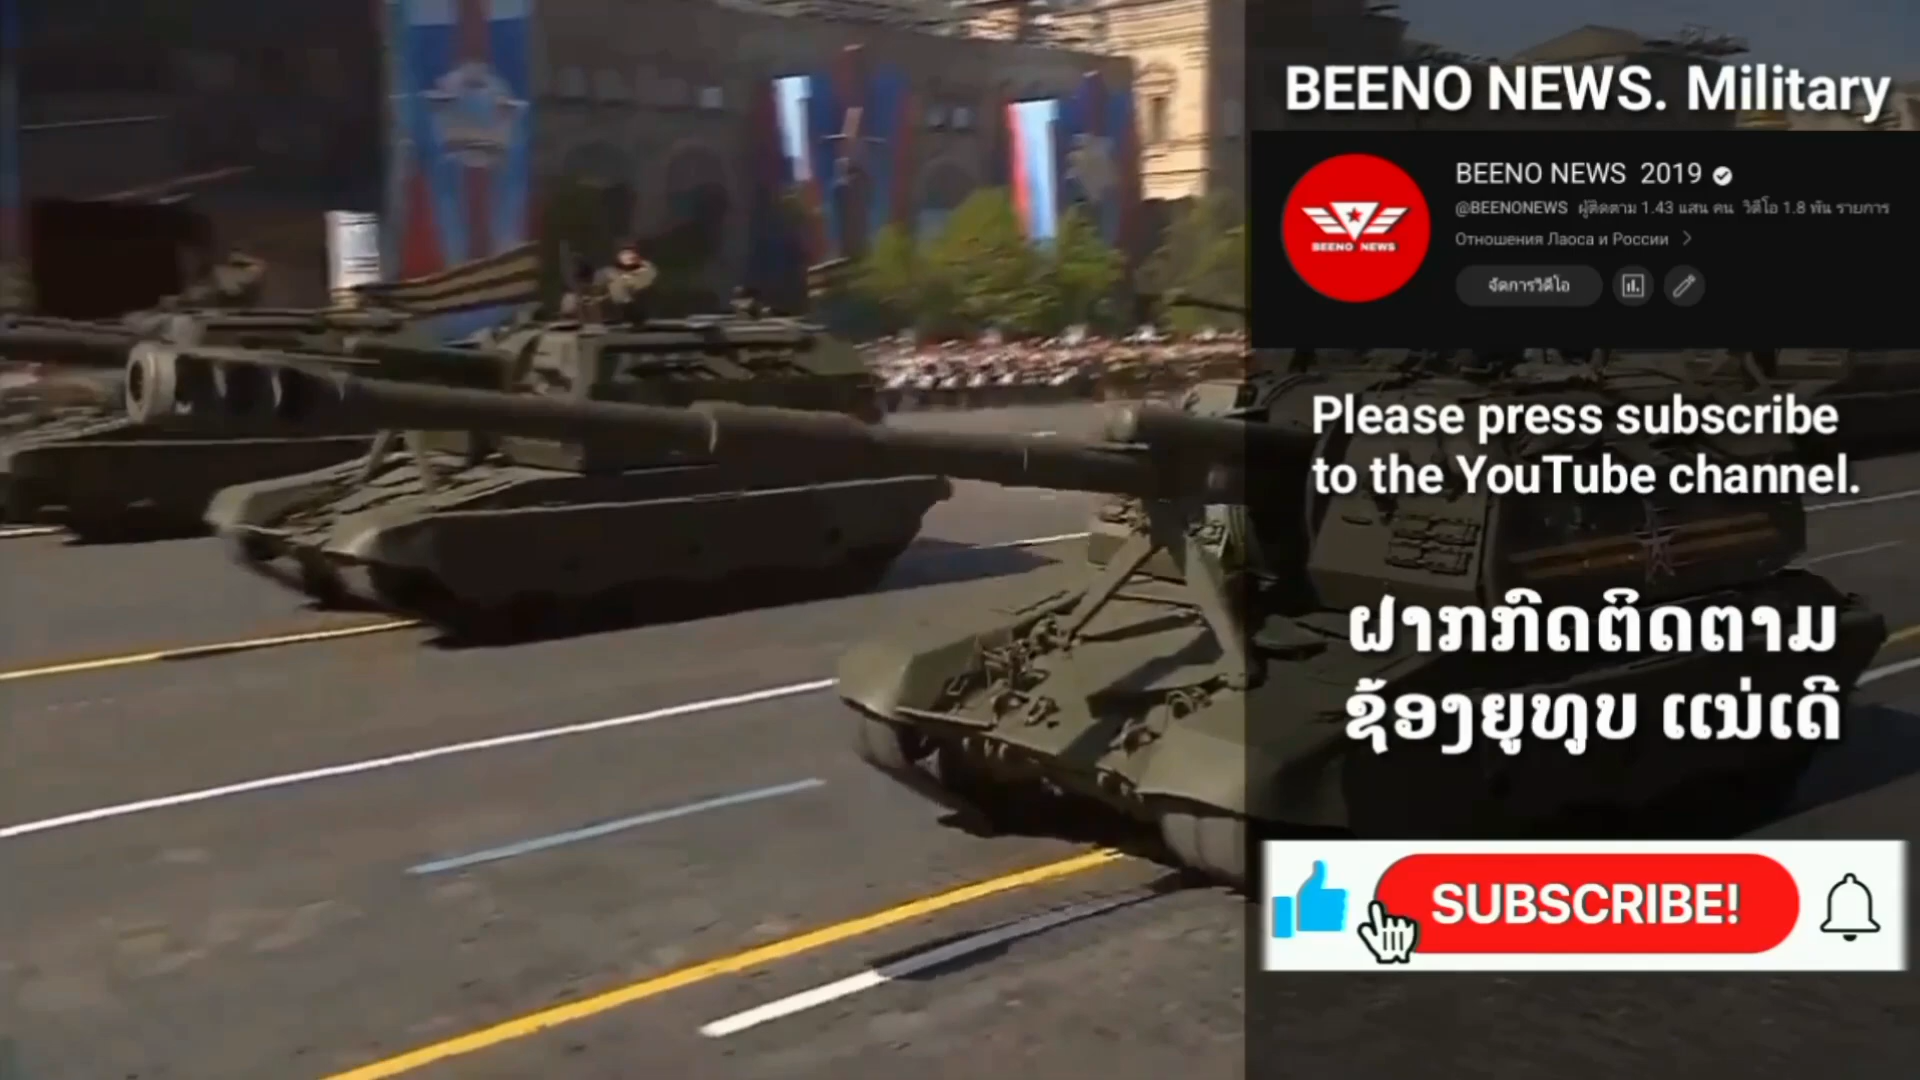 BEENO NEWS. Military
BEENO NEWS 2019
@BEENONEWS ผู้ติดตาม 1.43 แสน คน วิดีโอ 1.8 พัน รายการ
Отношения Лаоса и России
BEENO NEWS
จัดการวิดีโอ
Please press subscribe
to the YouTube channel.
ຝາກກົດຕິດຕາມ
ຊ້ອງຍູທູບ ແນ່ເດີ
SUBSCRIBE!